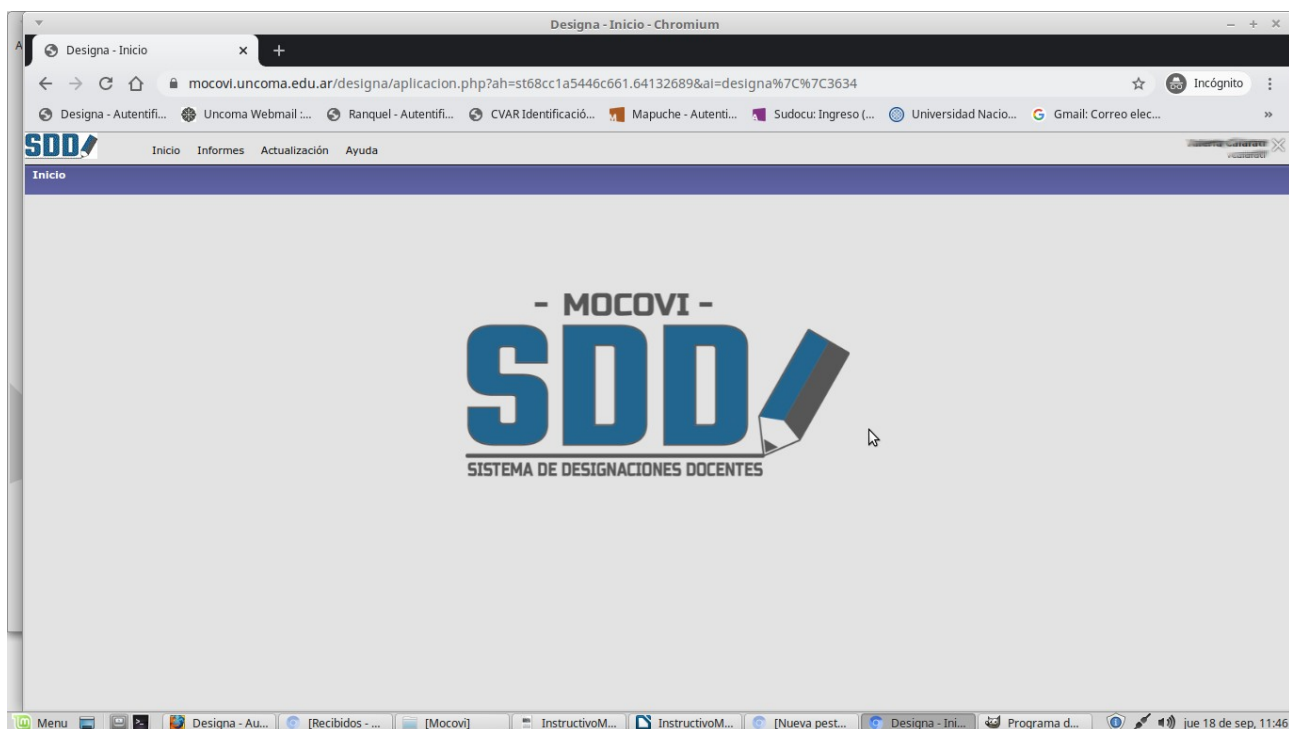 Designa - Inicio - Chromium
Designa - Inicio
mocovi.uncoma.edu.ar/designa/aplicacion.php?ah=st68cc1a5446c661.64132689&ai=designa%7C%7C3634
Incógnito
Designa - Autentifi... Uncoma Webmail :... Ranquel - Autentifi... CVAR Identificació... Mapuche - Autenti... Sudocu: Ingreso (... Universidad Nacio... Gmail: Correo elec... »
SDD Inicio Informes Actualización Ayuda
Inicio
- MOCOVI -
SDD
SISTEMA DE DESIGNACIONES DOCENTES
Menu Designa - Au... [Recibidos - ... [Mocovi] InstructivoM... InstructivoM... [Nueva pest... Designa - Ini... Programa d... jue 18 de sep, 11:46